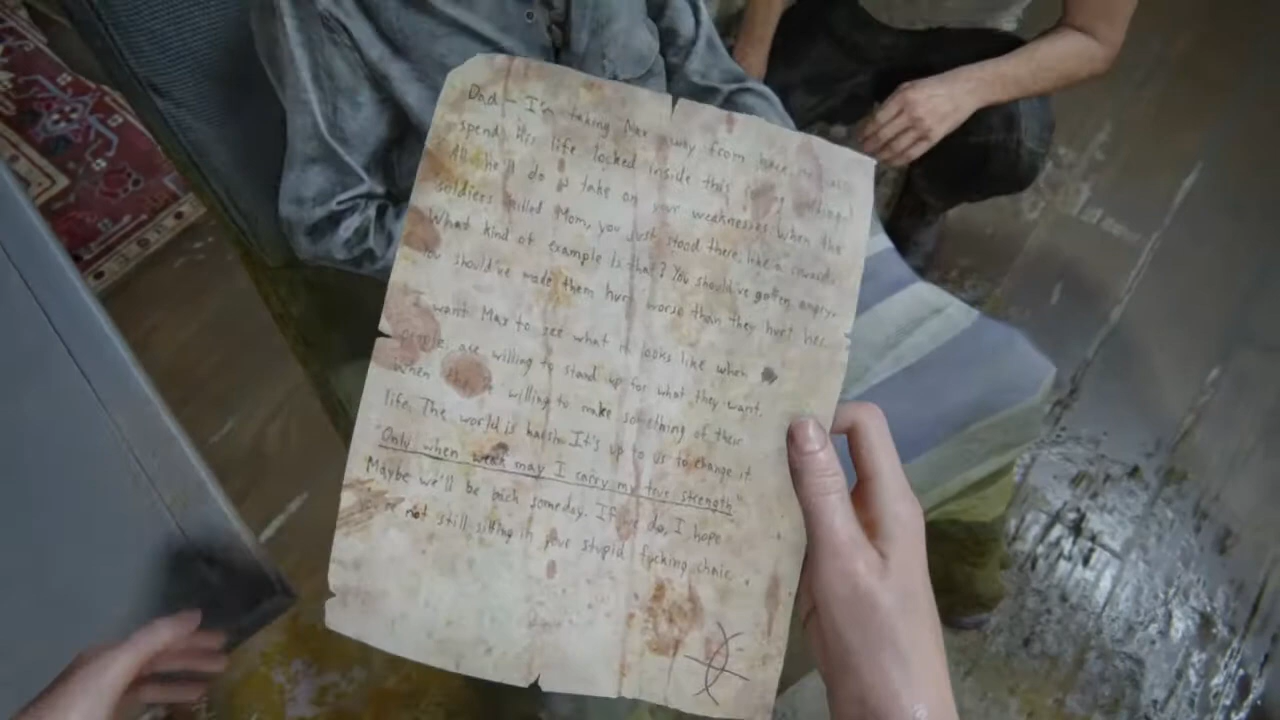 Dad - I'm taking Max away from here.
spend his life locked inside this
All he'll do is take on your weaknesses. When the
soldiers killed Mom, you just stood there. like a coward.
What kind of example is that? You should've gotten angry.
You should've made them hurt worse than they hurt her.
I want Max to see what it looks like when
people are willing to stand up for what they want.
When willing to make something of their
life. The world is harsh. It's up to us to change it.
"Only when weak may I carry my true strength."
Maybe we'll be back someday. If we do, I hope
you're not still sitting in your stupid fucking chair.